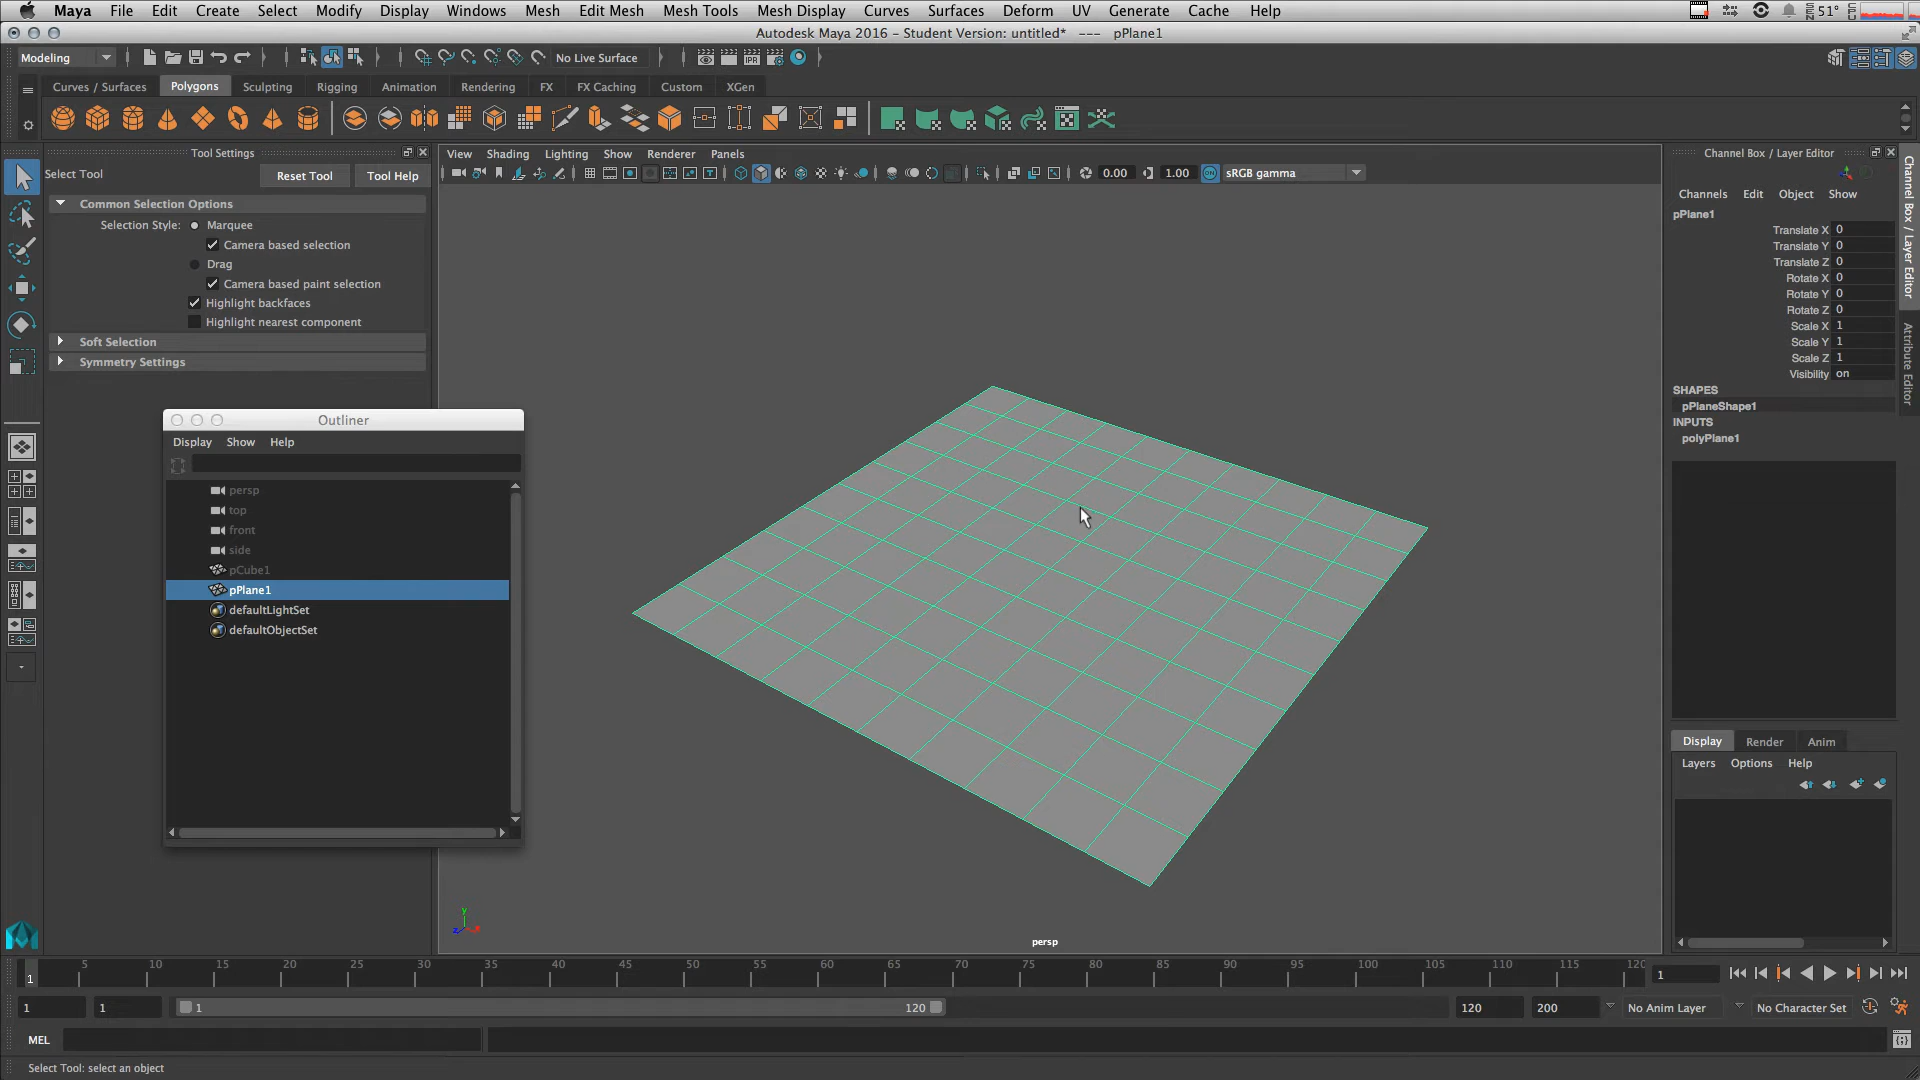 Maya File Edit Create Select Modify Display Windows Mesh Edit Mesh Mesh Tools Mesh Display Curves Surfaces Deform UV Generate Cache Help 51°
Autodesk Maya 2016 - Student Version: untitled* --- pPlane1
Modeling No Live Surface IPR
Curves / Surfaces Polygons Sculpting Rigging Animation Rendering FX FX Caching Custom XGen
Tool Settings
Select Tool Reset Tool Tool Help
Common Selection Options
Selection Style: Marquee
Camera based selection
Drag
Camera based paint selection
Highlight backfaces
Highlight nearest component
Soft Selection
Symmetry Settings
View Shading Lighting Show Renderer Panels
0.00 1.00 ON sRGB gamma
Outliner
Display Show Help
persp
top
front
side
pCube1
pPlane1
defaultLightSet
defaultObjectSet
y
z
persp
Channel Box / Layer Editor
Channels Edit Object Show
pPlane1
Translate X 0
Translate Y 0
Translate Z 0
Rotate X 0
Rotate Y 0
Rotate Z 0
Scale X 1
Scale Y 1
Scale Z 1
Visibility on
SHAPES
pPlaneShape1
INPUTS
polyPlane1
Channel Box / Layer Editor
Attribute Editor
Display Render Anim
Layers Options Help
1 5 10 15 20 25 30 35 40 45 50 55 60 65 70 75 80 85 90 95 100 105 110 115 120 1
1 1 1 120 120 200 No Anim Layer No Character Set
MEL
Select Tool: select an object